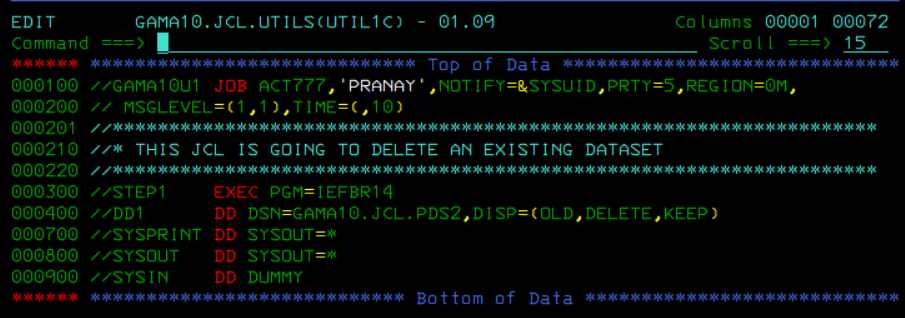 EDIT       GAMA10.JCL.UTILS(UTIL1C) - 01.09                  Columns 00001 00072
Command ===>                                                  Scroll ===> 15
****** ***************************** Top of Data ******************************
000100 //GAMA10U1 JOB ACT777,'PRANAY',NOTIFY=&SYSUID,PRTY=5,REGION=0M,
000200 // MSGLEVEL=(1,1),TIME=(,10)
000201 //*********************************************************************
000210 //* THIS JCL IS GOING TO DELETE AN EXISTING DATASET
000220 //*********************************************************************
000300 //STEP1    EXEC PGM=IEFBR14
000400 //DD1      DD DSN=GAMA10.JCL.PDS2,DISP=(OLD,DELETE,KEEP)
000700 //SYSPRINT DD SYSOUT=*
000800 //SYSOUT   DD SYSOUT=*
000900 //SYSIN    DD DUMMY
****** **************************** Bottom of Data ****************************